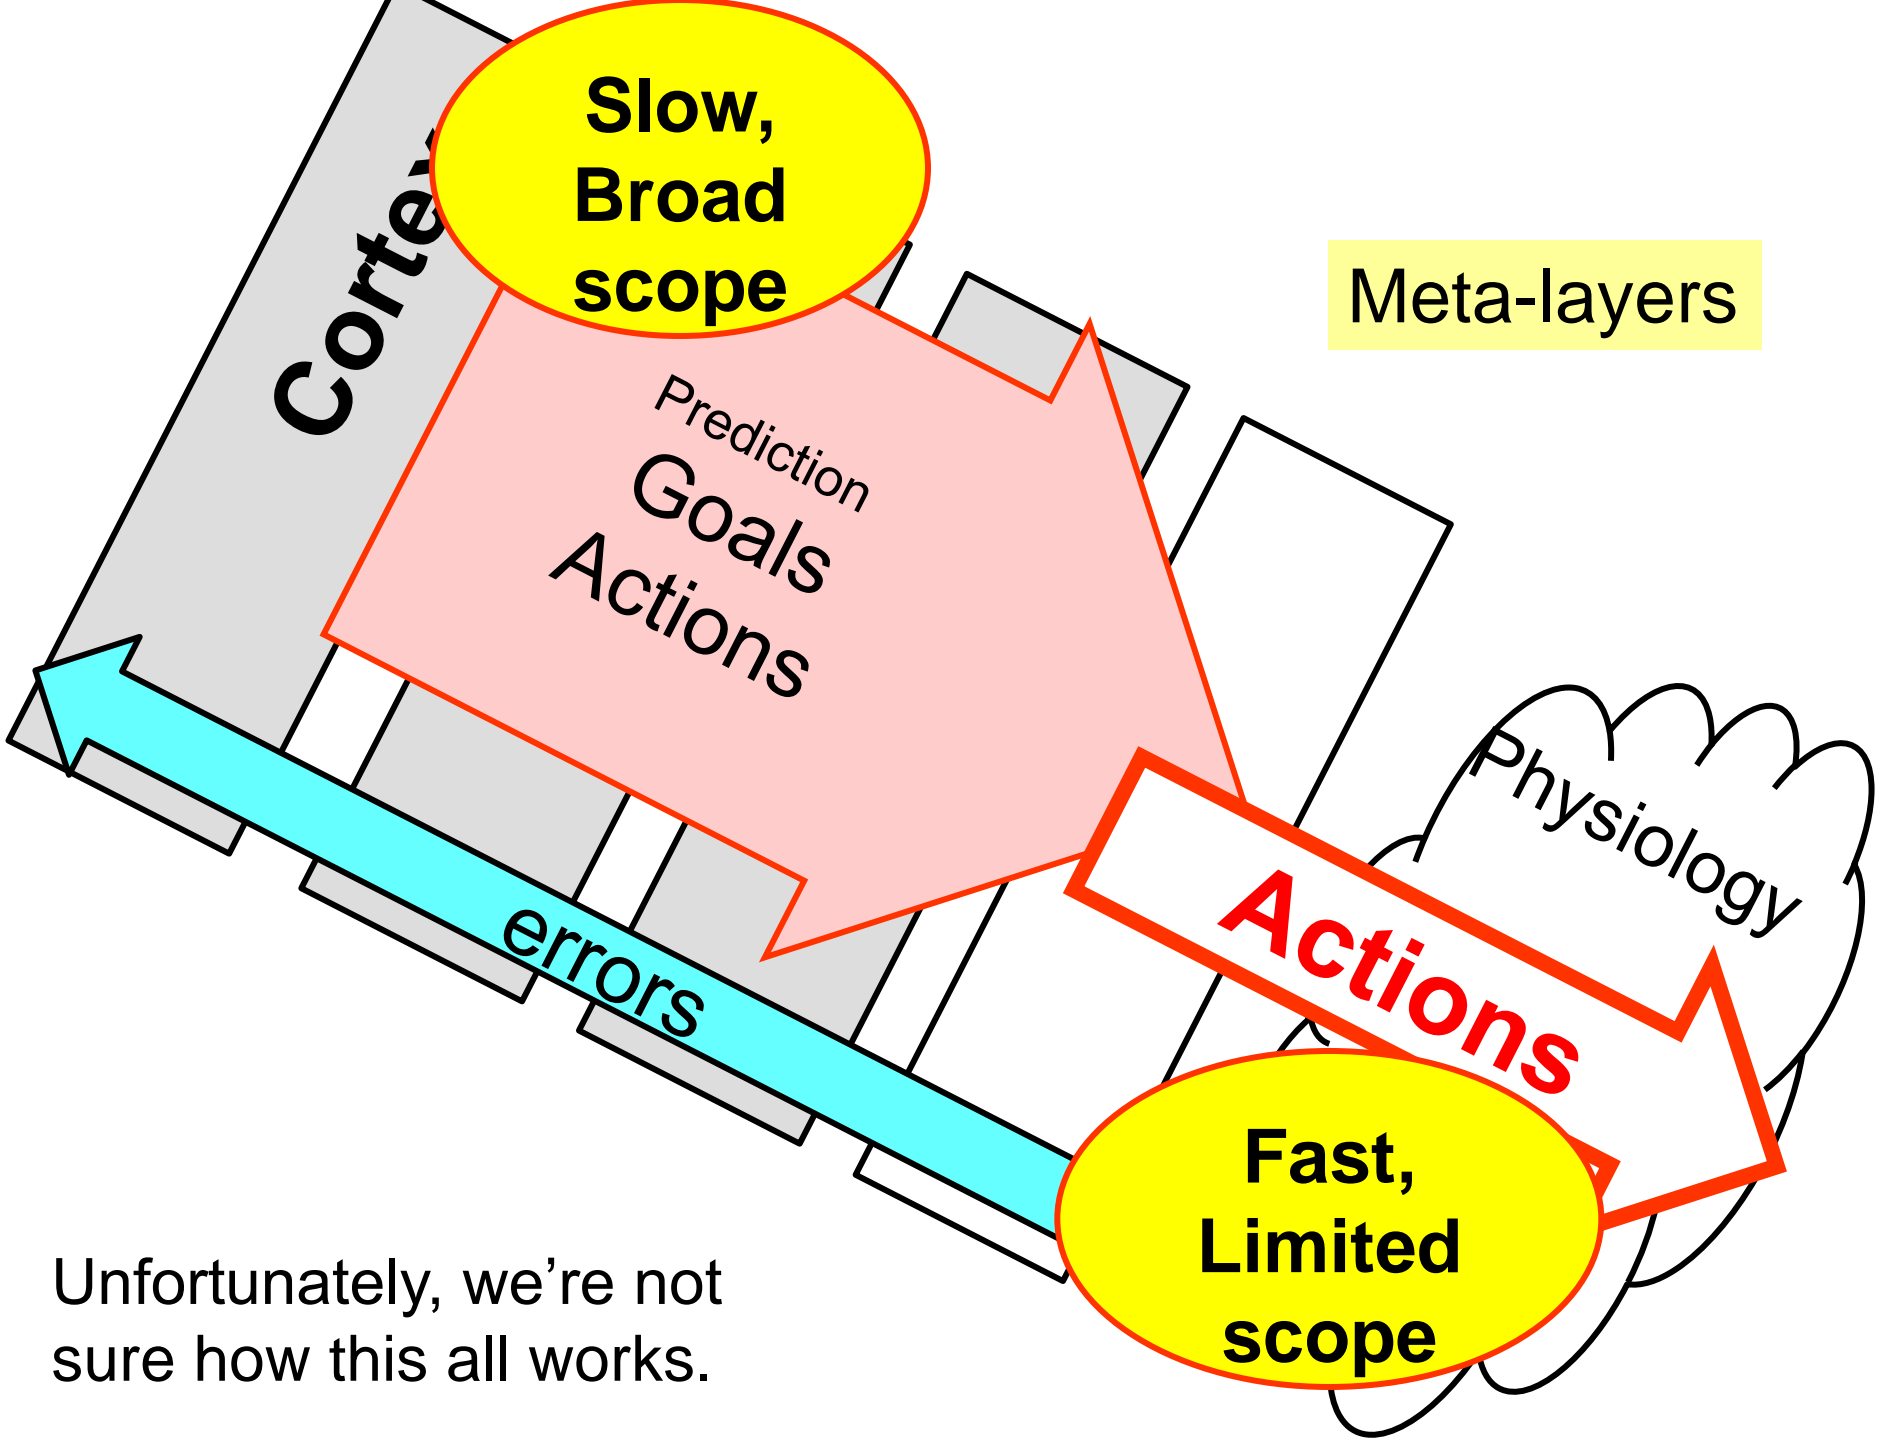 Slow,
Broad
scope
Cortex
Meta-layers
Prediction
Goals
Actions
Physiology
Actions
errors
Fast,
Limited
scope
Unfortunately, we’re not
sure how this all works.